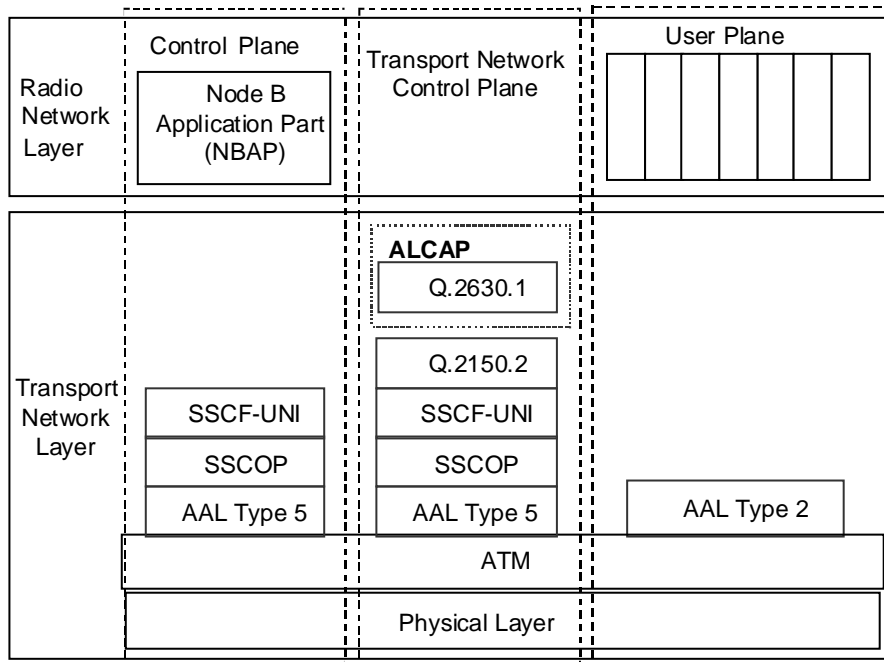 Control Plane
Transport Network
Control Plane
User Plane
Radio
Network
Layer
Node B
Application Part
(NBAP)
ALCAP
Q.2630.1
Transport
Network
Layer
Q.2150.2
SSCF-UNI
SSCF-UNI
SSCOP
SSCOP
AAL Type 5
AAL Type 5
AAL Type 2
ATM
Physical Layer